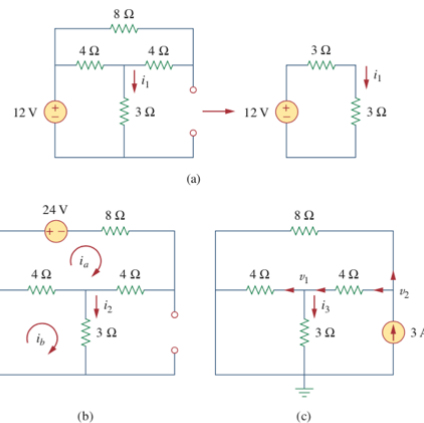 8 Ω
4 Ω 4 Ω 3 Ω
i₁ i₁
12 V + − 3 Ω 12 V + − 3 Ω
(a)
24 V 8 Ω 8 Ω
+ −
iₐ
4 Ω 4 Ω 4 Ω v₁ 4 Ω
v₂
i₂ i₃
i_b 3 Ω 3 Ω 3 A
(b) (c)